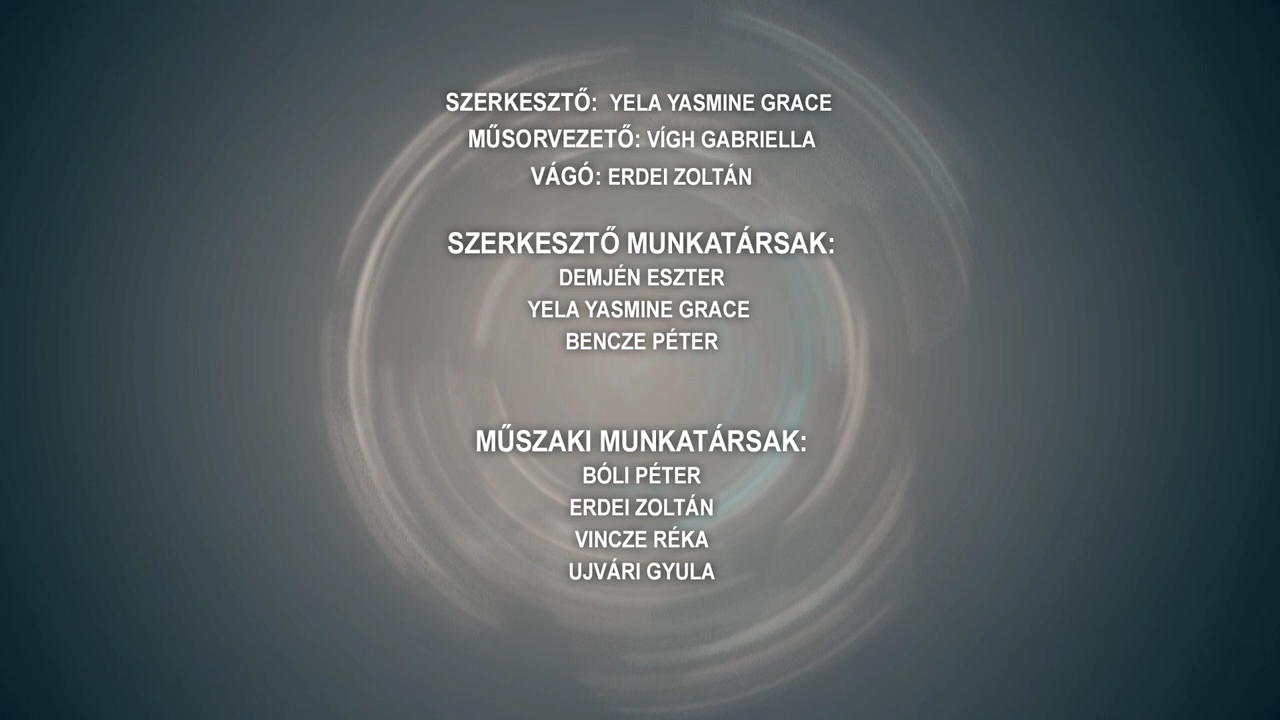 SZERKESZTŐ: YELA YASMINE GRACE
MŰSORVEZETŐ: VÍGH GABRIELLA
VÁGÓ: ERDEI ZOLTÁN
SZERKESZTŐ MUNKATÁRSAK:
DEMJÉN ESZTER
YELA YASMINE GRACE
BENCZE PÉTER
MŰSZAKI MUNKATÁRSAK:
BÓLI PÉTER
ERDEI ZOLTÁN
VINCZE RÉKA
UJVÁRI GYULA